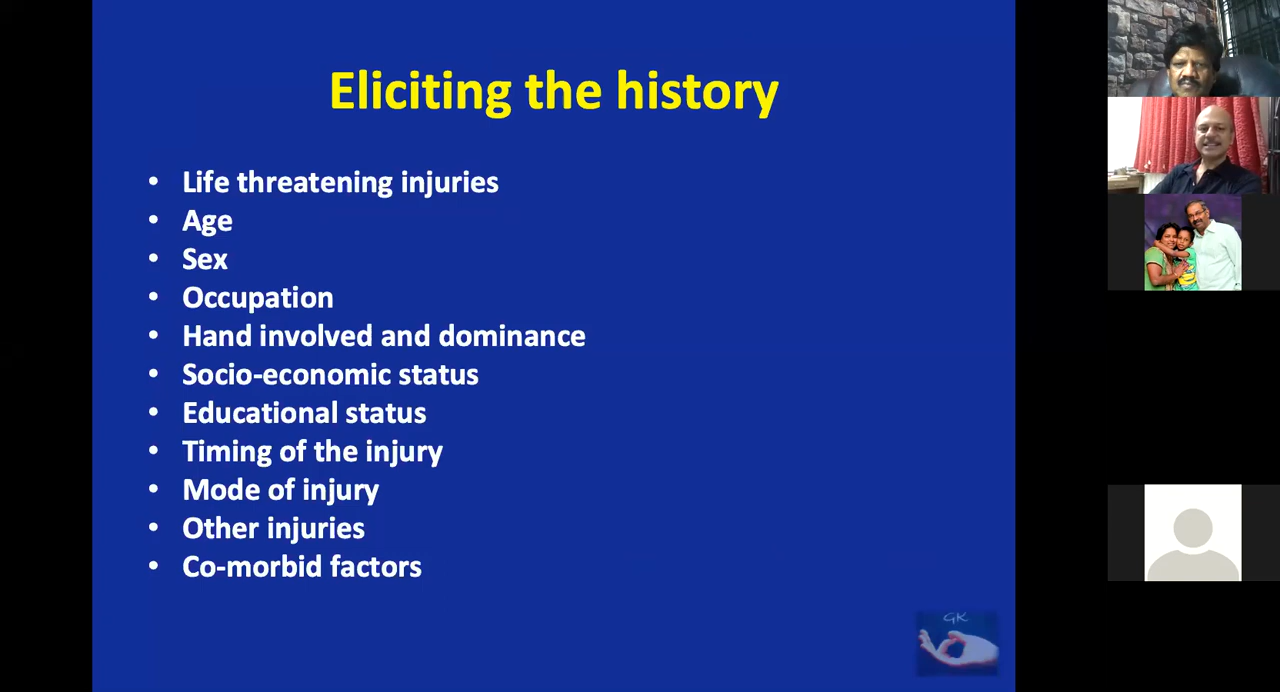 Eliciting the history
• Life threatening injuries
• Age
• Sex
• Occupation
• Hand involved and dominance
• Socio-economic status
• Educational status
• Timing of the injury
• Mode of injury
• Other injuries
• Co-morbid factors
GK